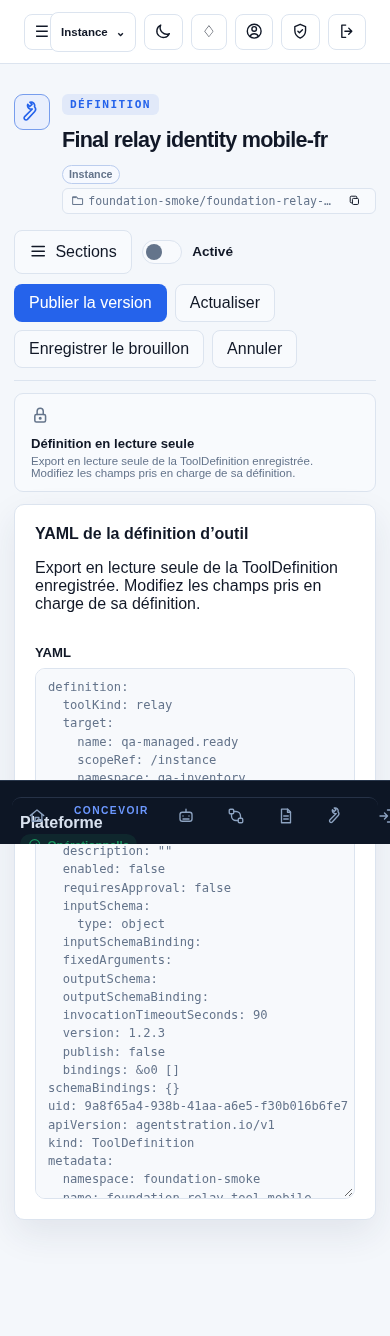 Instance
DÉFINITION
Final relay identity mobile-fr
Instance
foundation-smoke/foundation-relay-…
Sections
Activé
Publier la version
Actualiser
Enregistrer le brouillon
Annuler
Définition en lecture seule
Export en lecture seule de la ToolDefinition enregistrée.
Modifiez les champs pris en charge de sa définition.
YAML de la définition d’outil
Export en lecture seule de la ToolDefinition
enregistrée. Modifiez les champs pris en
charge de sa définition.
YAML
definition:
toolKind: relay
target:
name: qa-managed.ready
scopeRef: /instance
namespace: qa-inventory
CONCEVOIR
Plateforme
description: ""
enabled: false
requiresApproval: false
inputSchema:
type: object
inputSchemaBinding:
fixedArguments:
outputSchema:
outputSchemaBinding:
invocationTimeoutSeconds: 90
version: 1.2.3
publish: false
bindings: &o0 []
schemaBindings: {}
uid: 9a8f65a4-938b-41aa-a6e5-f30b016b6fe7
apiVersion: agentstration.io/v1
kind: ToolDefinition
metadata:
namespace: foundation-smoke
name: foundation-relay-tool-mobile